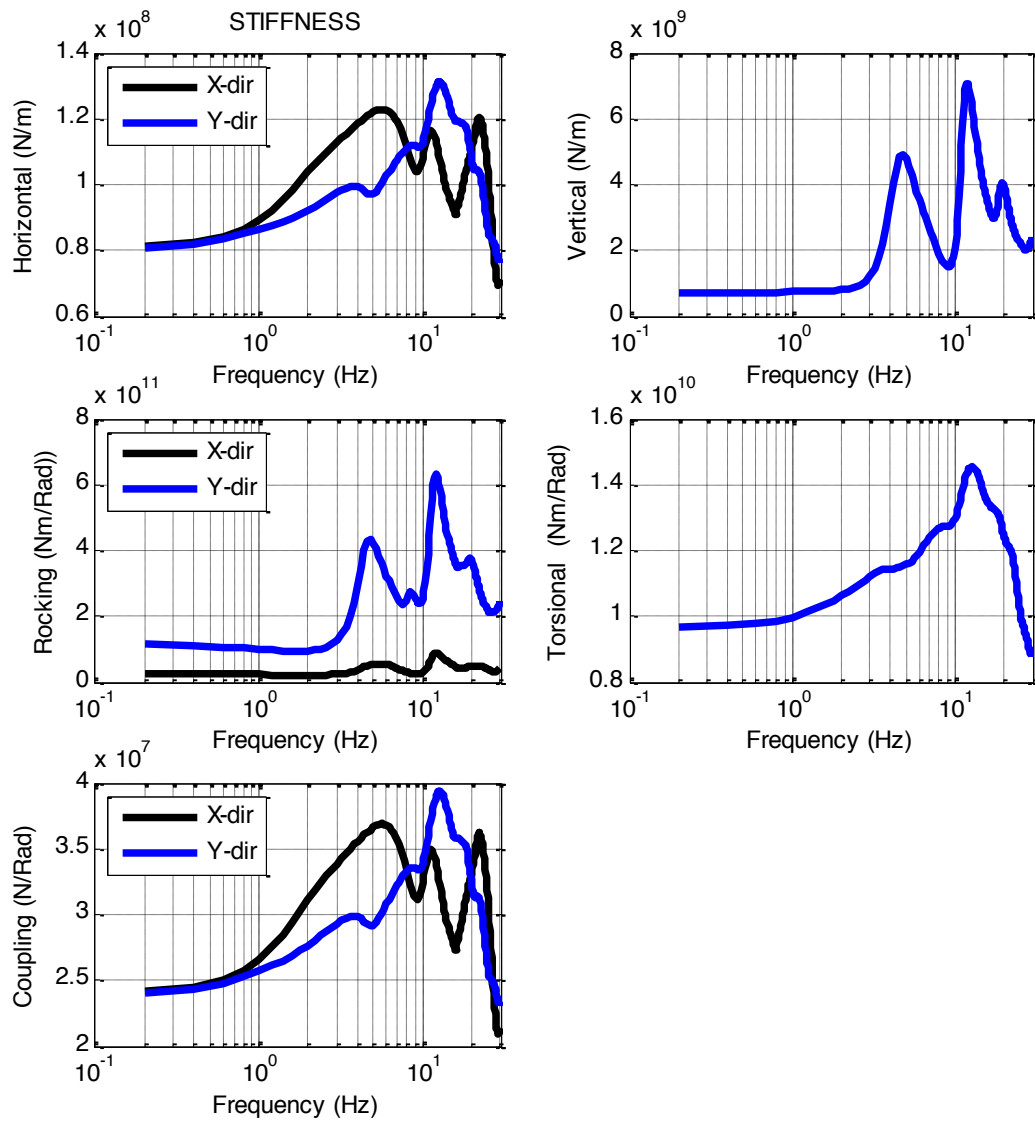 STIFFNESS
x 10^8
1.4
1.2
1
0.8
0.6
Horizontal (N/m)
X-dir
Y-dir
10^-1
10^0
10^1
Frequency (Hz)
x 10^9
8
6
4
2
0
Vertical (N/m)
10^-1
10^0
10^1
Frequency (Hz)
x 10^11
8
6
4
2
0
Rocking (Nm/Rad))
X-dir
Y-dir
10^-1
10^0
10^1
Frequency (Hz)
x 10^10
1.6
1.4
1.2
1
0.8
Torsional (Nm/Rad)
10^-1
10^0
10^1
Frequency (Hz)
x 10^7
4
3.5
3
2.5
2
Coupling (N/Rad)
X-dir
Y-dir
10^-1
10^0
10^1
Frequency (Hz)